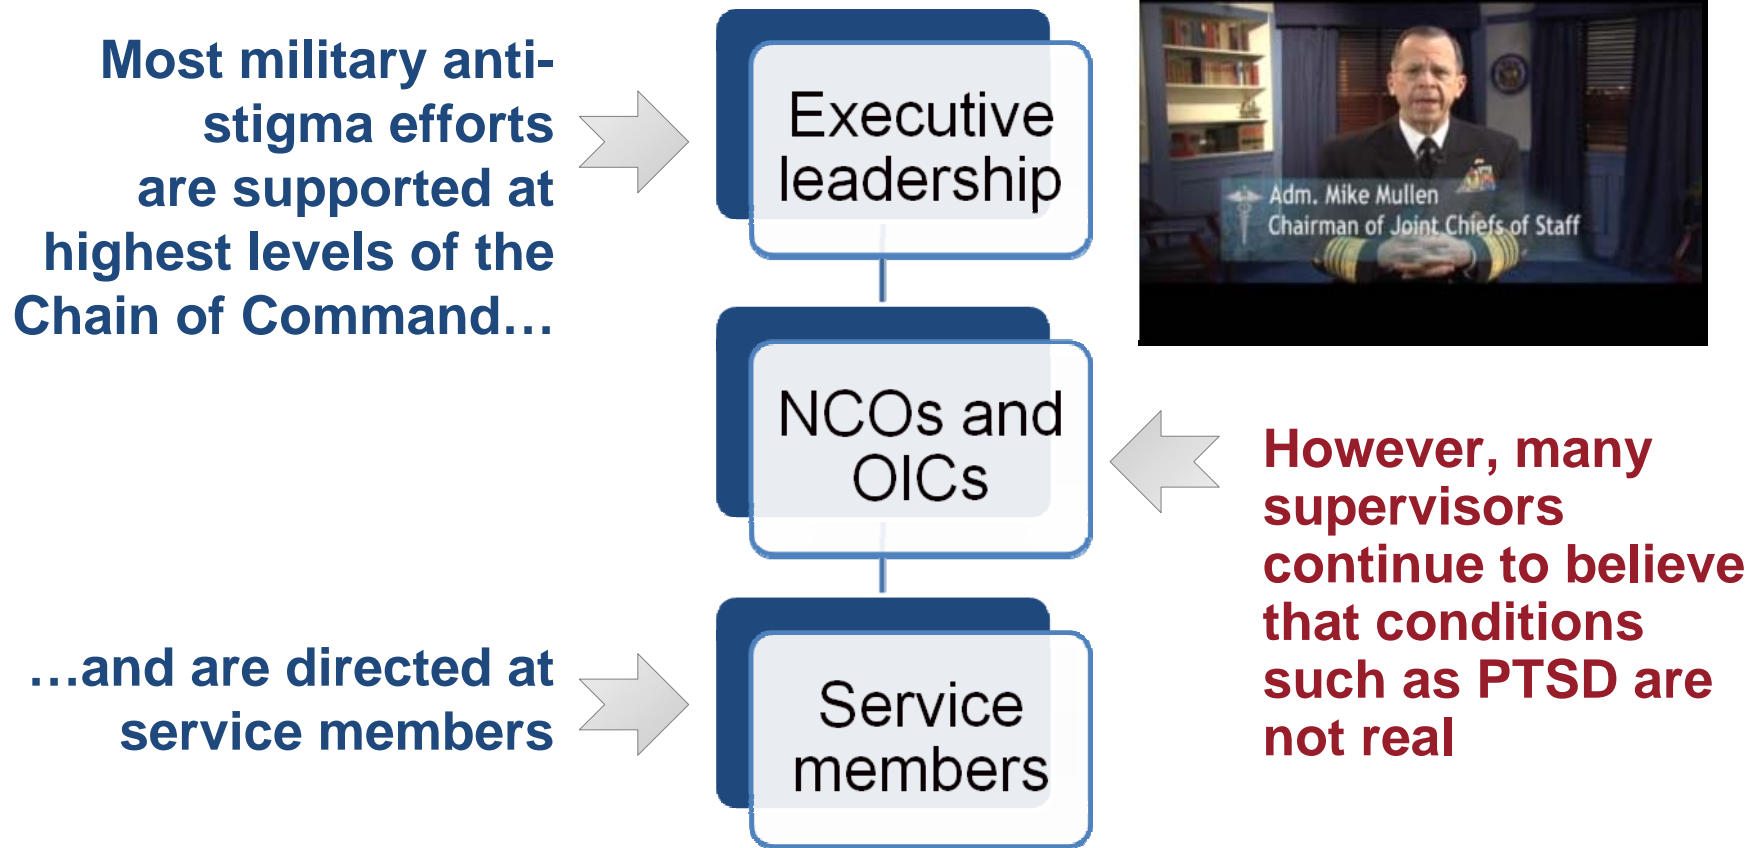 Most military anti-
stigma efforts
are supported at
highest levels of the
Chain of Command…
Executive
leadership
Adm. Mike Mullen
Chairman of Joint Chiefs of Staff
NCOs and
OICs
However, many
supervisors
continue to believe
that conditions
such as PTSD are
not real
…and are directed at
service members
Service
members